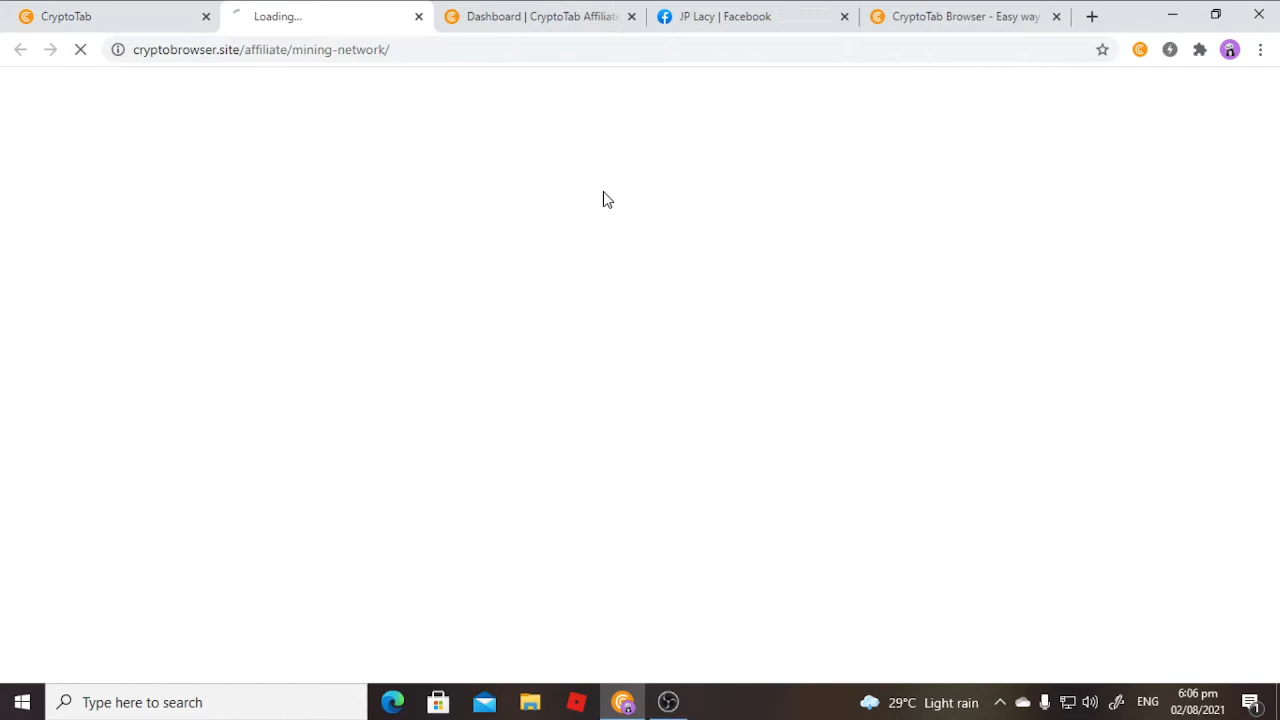 CryptoTab
Loading...
Dashboard | CryptoTab Affiliat
JP Lacy | Facebook
CryptoTab Browser - Easy way
cryptobrowser.site/affiliate/mining-network/
Type here to search
29°C Light rain
ENG
6:06 pm
02/08/2021
1